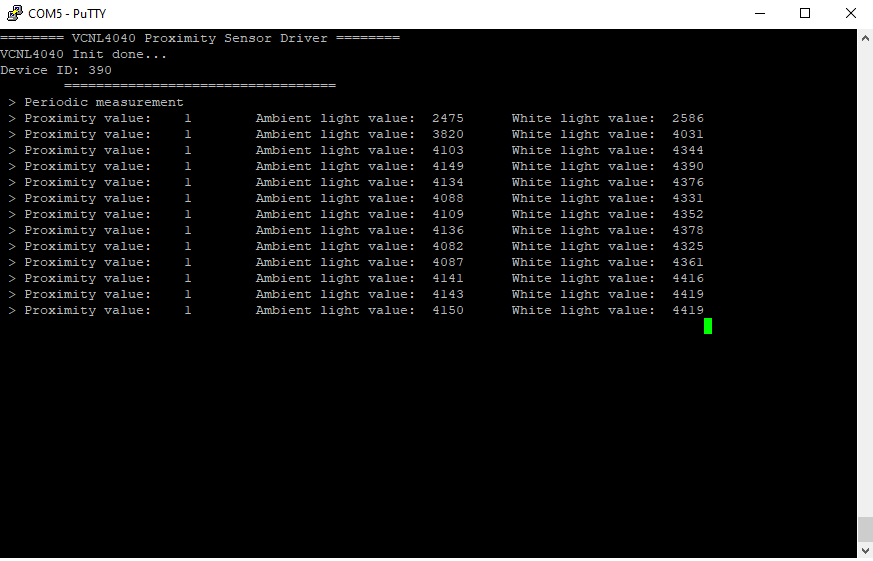 COM5 - PuTTY
======== VCNL4040 Proximity Sensor Driver ========
VCNL4040 Init done...
Device ID: 390
        ==================================
 > Periodic measurement
 > Proximity value:    1        Ambient light value:  2475      White light value:  2586
 > Proximity value:    1        Ambient light value:  3820      White light value:  4031
 > Proximity value:    1        Ambient light value:  4103      White light value:  4344
 > Proximity value:    1        Ambient light value:  4149      White light value:  4390
 > Proximity value:    1        Ambient light value:  4134      White light value:  4376
 > Proximity value:    1        Ambient light value:  4088      White light value:  4331
 > Proximity value:    1        Ambient light value:  4109      White light value:  4352
 > Proximity value:    1        Ambient light value:  4136      White light value:  4378
 > Proximity value:    1        Ambient light value:  4082      White light value:  4325
 > Proximity value:    1        Ambient light value:  4087      White light value:  4361
 > Proximity value:    1        Ambient light value:  4141      White light value:  4416
 > Proximity value:    1        Ambient light value:  4143      White light value:  4419
 > Proximity value:    1        Ambient light value:  4150      White light value:  4419